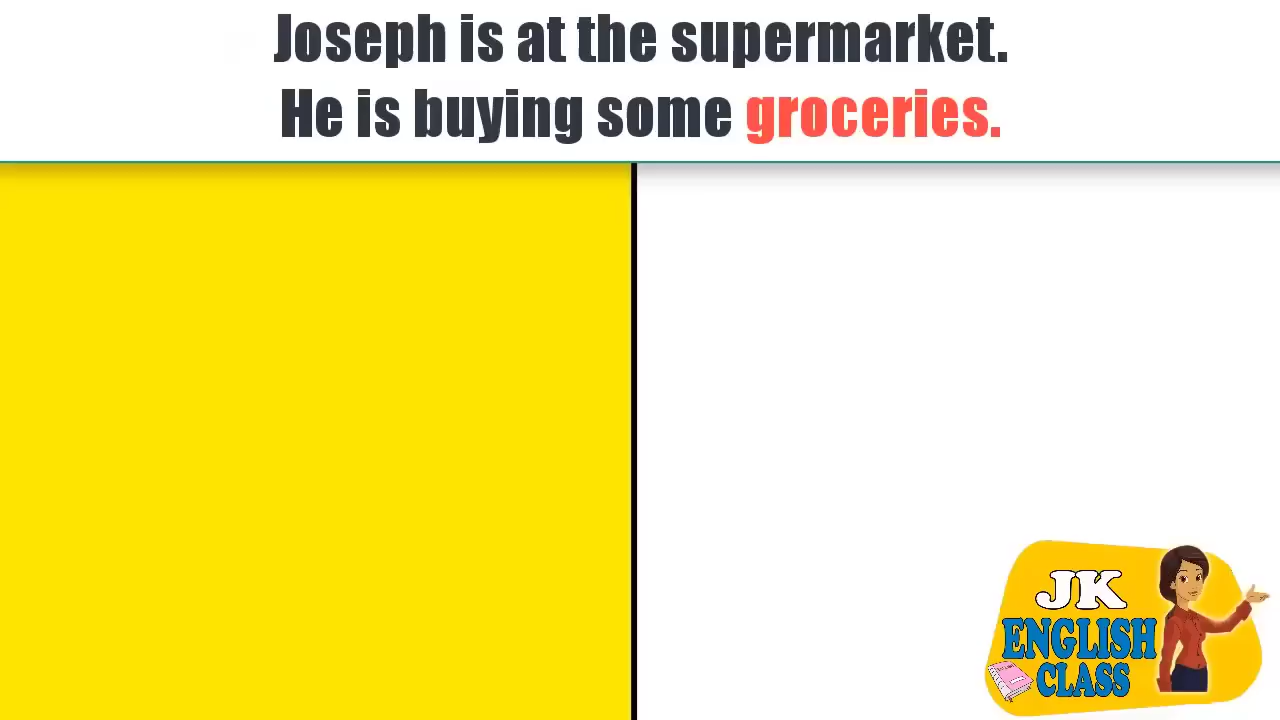 Joseph is at the supermarket.
He is buying some groceries.
JK
ENGLISH
CLASS